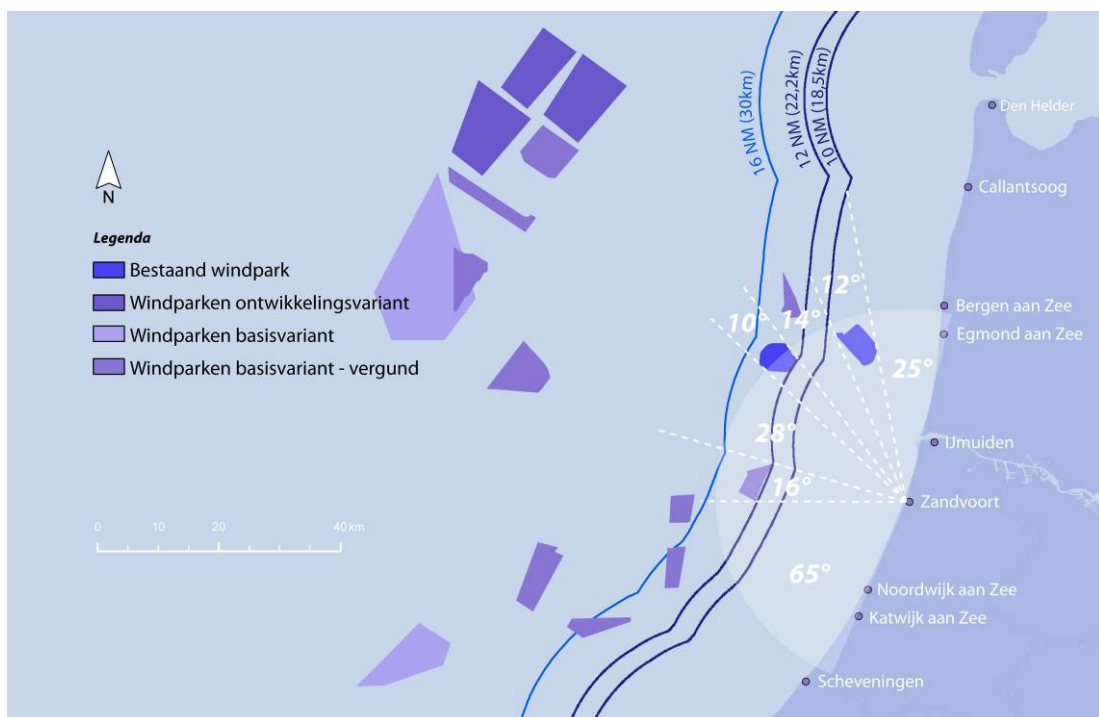 16 NM (30km)
12 NM (22,2km)
10 NM (18,5km)
Den Helder
Callantsoog
N
Legenda
Bestaand windpark
Windparken ontwikkelingsvariant
Windparken basisvariant
Windparken basisvariant - vergund
12°
10°
14°
Bergen aan Zee
Egmond aan Zee
25°
28°
IJmuiden
16°
Zandvoort
0 10 20 40 km
65°
Noordwijk aan Zee
Katwijk aan Zee
Scheveningen